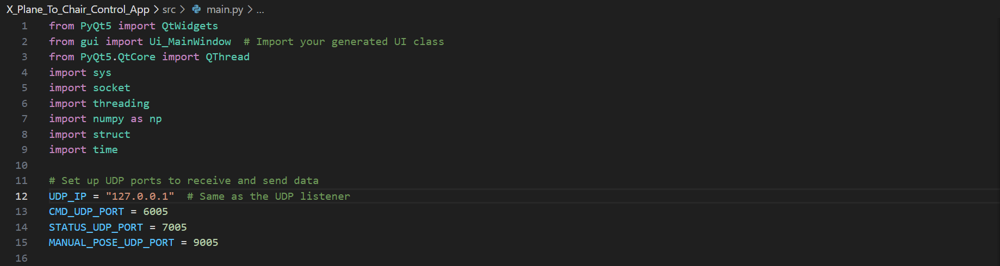 X_Plane_To_Chair_Control_App > src > main.py > ...
1 from PyQt5 import QtWidgets
2 from gui import Ui_MainWindow  # Import your generated UI class
3 from PyQt5.QtCore import QThread
4 import sys
5 import socket
6 import threading
7 import numpy as np
8 import struct
9 import time
10
11 # Set up UDP ports to receive and send data
12 UDP_IP = "127.0.0.1"  # Same as the UDP listener
13 CMD_UDP_PORT = 6005
14 STATUS_UDP_PORT = 7005
15 MANUAL_POSE_UDP_PORT = 9005
16